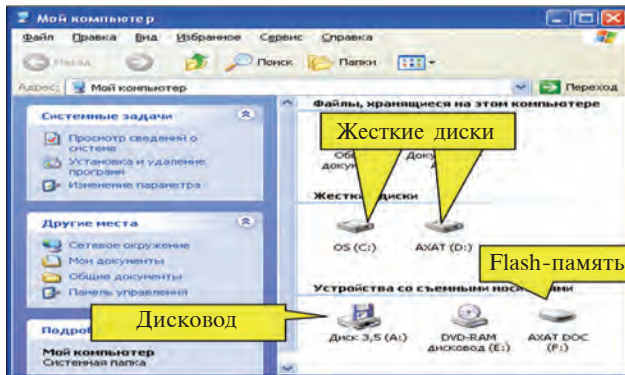 Мой компьютер
Файл Правка Вид Избранное Сервис Справка
Назад Поиск Папки
Адрес: Мой компьютер Переход
Системные задачи
Просмотр сведений о
системе
Установка и удаление
программ
Изменение параметра
Другие места
Сетевое окружение
Мои документы
Общие документы
Панель управления
Мой компьютер
Системная папка
Файлы, хранящиеся на этом компьютере
Жесткие диски
Жесткие диски
OS (C:)
AXAT (D:)
Flash-память
Устройства со съемными
Дисковод
Диск 3,5 (A:)
DVD-RAM
дисковод (E:)
AXAT DOC
(F:)